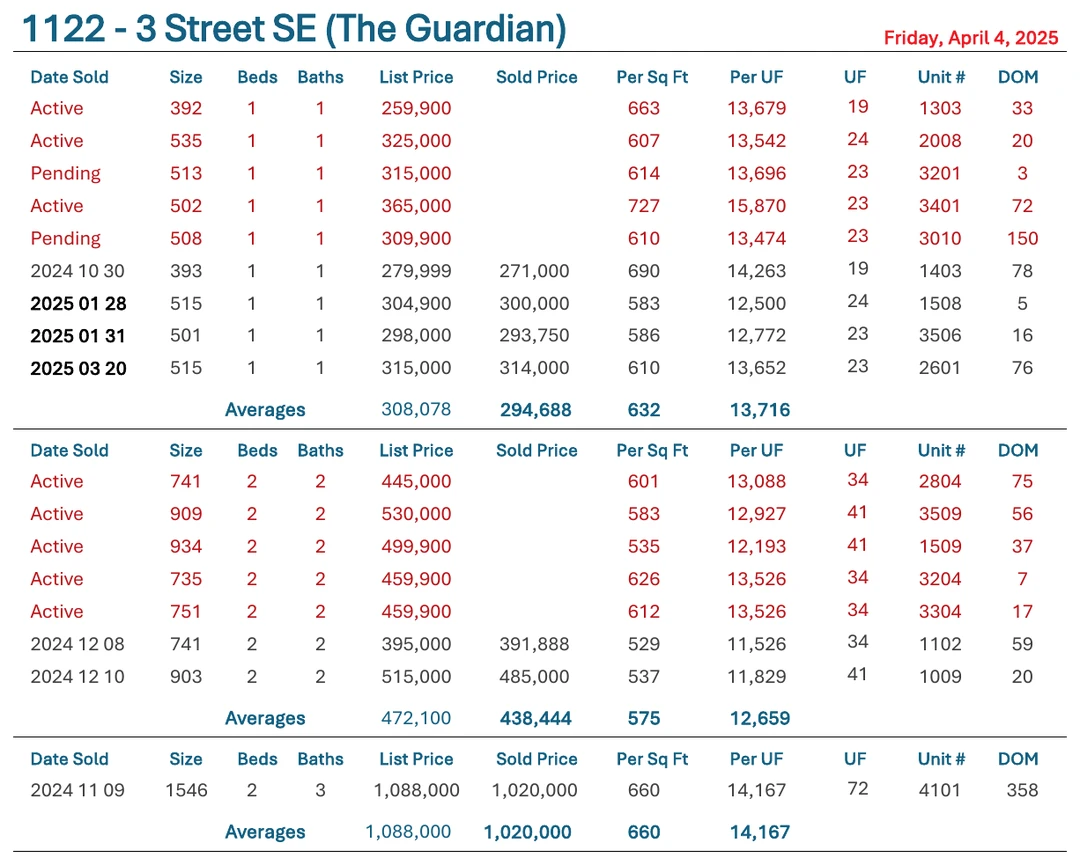 1122 - 3 Street SE (The Guardian)
Friday, April 4, 2025
Date Sold Size Beds Baths List Price Sold Price Per Sq Ft Per UF UF Unit # DOM
Active 392 1 1 259,900 663 13,679 19 1303 33
Active 535 1 1 325,000 607 13,542 24 2008 20
Pending 513 1 1 315,000 614 13,696 23 3201 3
Active 502 1 1 365,000 727 15,870 23 3401 72
Pending 508 1 1 309,900 610 13,474 23 3010 150
2024 10 30 393 1 1 279,999 271,000 690 14,263 19 1403 78
2025 01 28 515 1 1 304,900 300,000 583 12,500 24 1508 5
2025 01 31 501 1 1 298,000 293,750 586 12,772 23 3506 16
2025 03 20 515 1 1 315,000 314,000 610 13,652 23 2601 76
Averages 308,078 294,688 632 13,716
Date Sold Size Beds Baths List Price Sold Price Per Sq Ft Per UF UF Unit # DOM
Active 741 2 2 445,000 601 13,088 34 2804 75
Active 909 2 2 530,000 583 12,927 41 3509 56
Active 934 2 2 499,900 535 12,193 41 1509 37
Active 735 2 2 459,900 626 13,526 34 3204 7
Active 751 2 2 459,900 612 13,526 34 3304 17
2024 12 08 741 2 2 395,000 391,888 529 11,526 34 1102 59
2024 12 10 903 2 2 515,000 485,000 537 11,829 41 1009 20
Averages 472,100 438,444 575 12,659
Date Sold Size Beds Baths List Price Sold Price Per Sq Ft Per UF UF Unit # DOM
2024 11 09 1546 2 3 1,088,000 1,020,000 660 14,167 72 4101 358
Averages 1,088,000 1,020,000 660 14,167